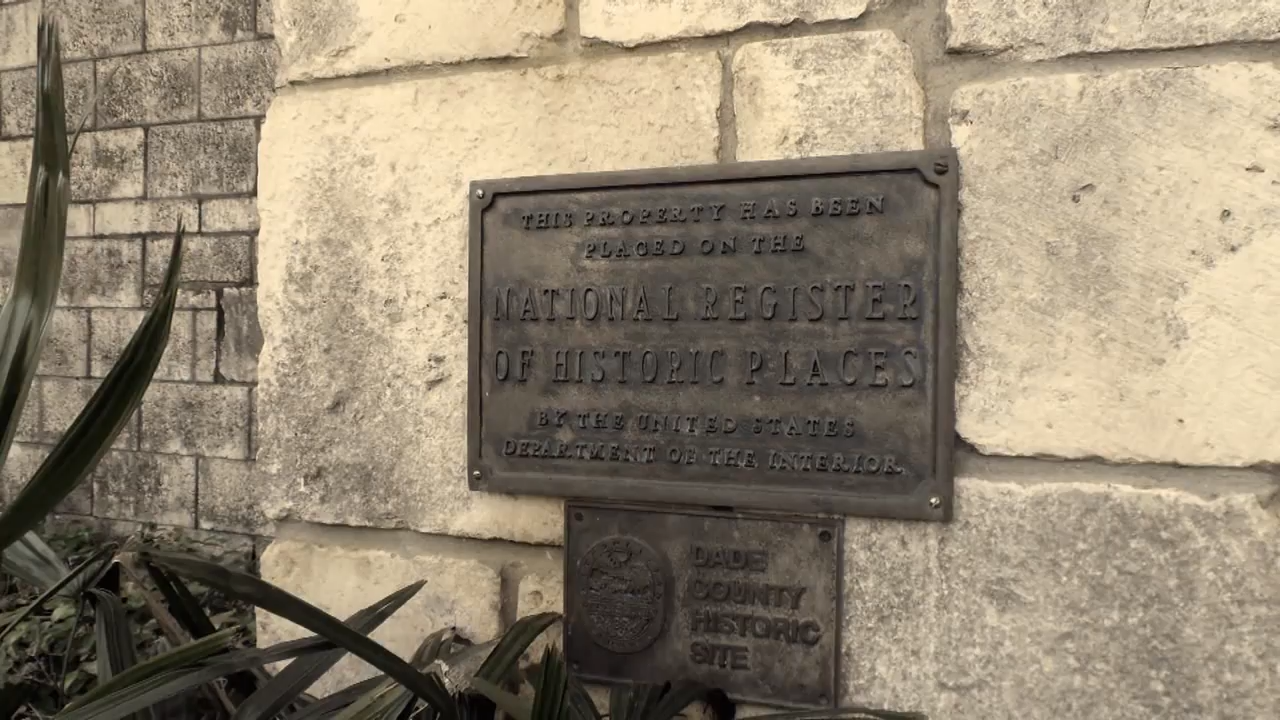 THIS PROPERTY HAS BEEN
PLACED ON THE
NATIONAL REGISTER
OF HISTORIC PLACES
BY THE UNITED STATES
DEPARTMENT OF THE INTERIOR
DADE
COUNTY
HISTORIC
SITE